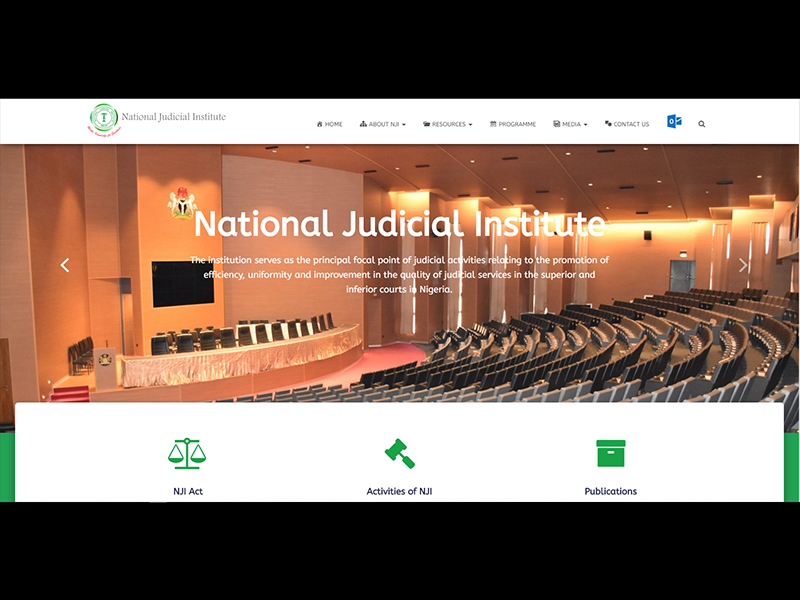 National Judicial Institute
HOME
ABOUT NJI
RESOURCES
PROGRAMME
MEDIA
CONTACT US
National Judicial Institute
The institution serves as the principal focal point of judicial activities relating to the promotion of
efficiency, uniformity and improvement in the quality of judicial services in the superior and
inferior courts in Nigeria.
NJI Act
Activities of NJI
Publications